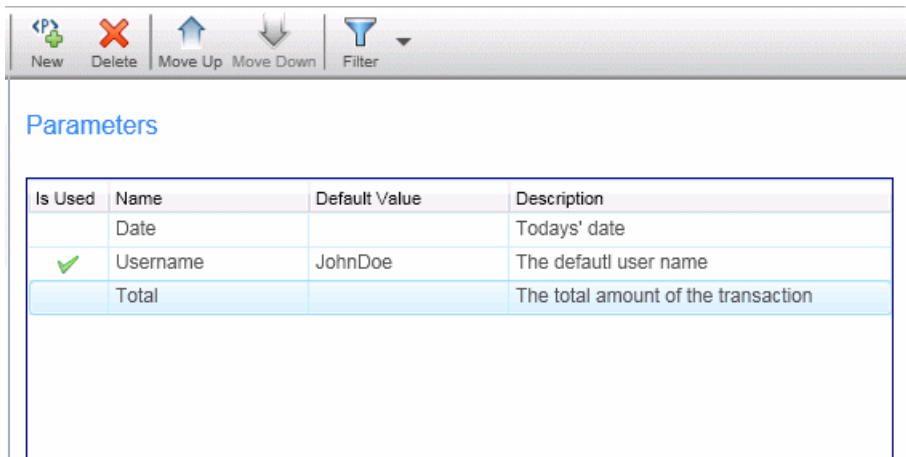 <P>
New Delete Move Up Move Down Filter
Parameters
Is Used Name Default Value Description
Date Todays' date
Username JohnDoe The defautl user name
Total The total amount of the transaction